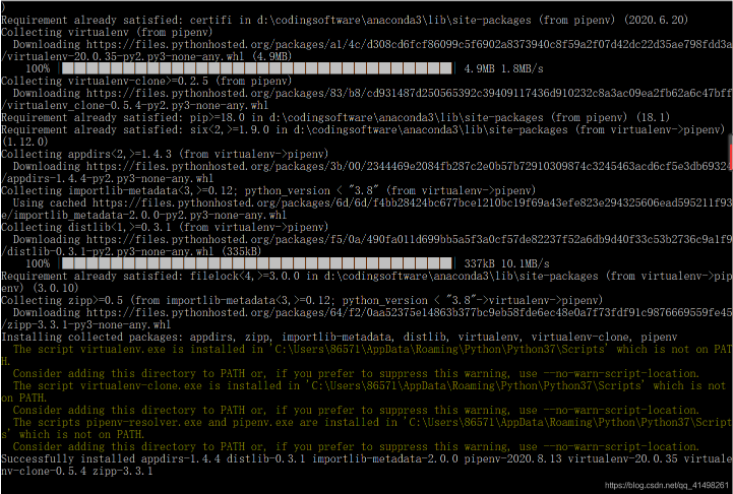 )
Requirement already satisfied: certifi in d:\codingsoftware\anaconda3\lib\site-packages (from pipenv) (2020.6.20)
Collecting virtualenv (from pipenv)
  Downloading https://files.pythonhosted.org/packages/a1/4c/d308cd6fcf86099c5f6902a8373940c8f59a2f07d42dc22d35ae798fdd3a
/virtualenv-20.0.35-py2.py3-none-any.whl (4.9MB)
    100% |████████████████████████████████| 4.9MB 1.8MB/s
Collecting virtualenv-clone>=0.2.5 (from pipenv)
  Downloading https://files.pythonhosted.org/packages/83/b8/cd931487d250565392c39409117436d910232c8a3ac09ea2fb62a6c47bff
/virtualenv_clone-0.5.4-py2.py3-none-any.whl
Requirement already satisfied: pip>=18.0 in d:\codingsoftware\anaconda3\lib\site-packages (from pipenv) (18.1)
Requirement already satisfied: six<2,>=1.9.0 in d:\codingsoftware\anaconda3\lib\site-packages (from virtualenv->pipenv)
(1.12.0)
Collecting appdirs<2,>=1.4.3 (from virtualenv->pipenv)
  Downloading https://files.pythonhosted.org/packages/3b/00/2344469e2084fb287c2e0b57b72910309874c3245463acd6cf5e3db69324
/appdirs-1.4.4-py2.py3-none-any.whl
Collecting importlib-metadata<3,>=0.12; python_version < "3.8" (from virtualenv->pipenv)
  Using cached https://files.pythonhosted.org/packages/6d/6d/f4bb28424bc677bce1210bc19f69a43efe823e294325606ead595211f93
e/importlib_metadata-2.0.0-py2.py3-none-any.whl
Collecting distlib<1,>=0.3.1 (from virtualenv->pipenv)
  Downloading https://files.pythonhosted.org/packages/f5/0a/490fa011d699bb5a5f3a0cf57de82237f52a6db9d40f33c53b2736c9a1f9
/distlib-0.3.1-py2.py3-none-any.whl (335kB)
    100% |████████████████████████████████| 337kB 10.1MB/s
Requirement already satisfied: filelock<4,>=3.0.0 in d:\codingsoftware\anaconda3\lib\site-packages (from virtualenv->pip
env) (3.0.10)
Collecting zipp>=0.5 (from importlib-metadata<3,>=0.12; python_version < "3.8"->virtualenv->pipenv)
  Downloading https://files.pythonhosted.org/packages/64/f2/0aa52375e14863b377bc9eb58fde6ec48e0a7f73fdf91c9876669559fe45
/zipp-3.3.1-py3-none-any.whl
Installing collected packages: appdirs, zipp, importlib-metadata, distlib, virtualenv, virtualenv-clone, pipenv
  The script virtualenv.exe is installed in 'C:\Users\86571\AppData\Roaming\Python\Python37\Scripts' which is not on PAT
H.
  Consider adding this directory to PATH or, if you prefer to suppress this warning, use --no-warn-script-location.
  The script virtualenv-clone.exe is installed in 'C:\Users\86571\AppData\Roaming\Python\Python37\Scripts' which is not
on PATH.
  Consider adding this directory to PATH or, if you prefer to suppress this warning, use --no-warn-script-location.
  The scripts pipenv-resolver.exe and pipenv.exe are installed in 'C:\Users\86571\AppData\Roaming\Python\Python37\Script
s' which is not on PATH.
  Consider adding this directory to PATH or, if you prefer to suppress this warning, use --no-warn-script-location.
Successfully installed appdirs-1.4.4 distlib-0.3.1 importlib-metadata-2.0.0 pipenv-2020.8.13 virtualenv-20.0.35 virtuale
nv-clone-0.5.4 zipp-3.3.1
https://blog.csdn.net/qq_41498261